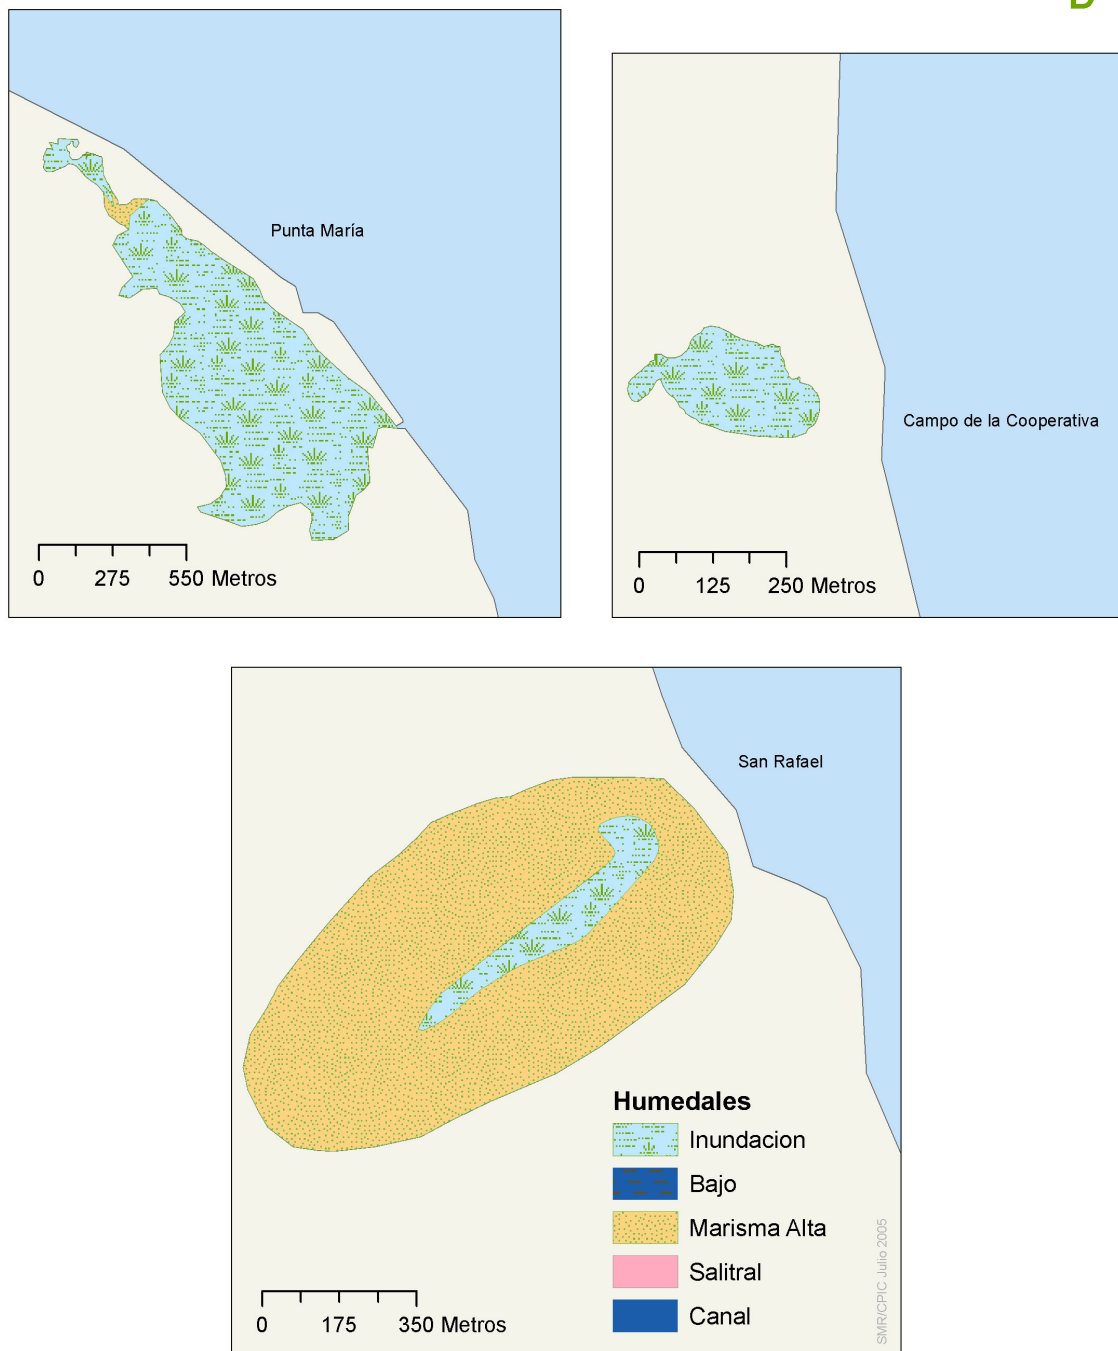 Punta María
0 275 550 Metros
Campo de la Cooperativa
0 125 250 Metros
San Rafael
Humedales
Inundacion
Bajo
Marisma Alta
Salitral
Canal
0 175 350 Metros
SMR/CPIC Julio 2005